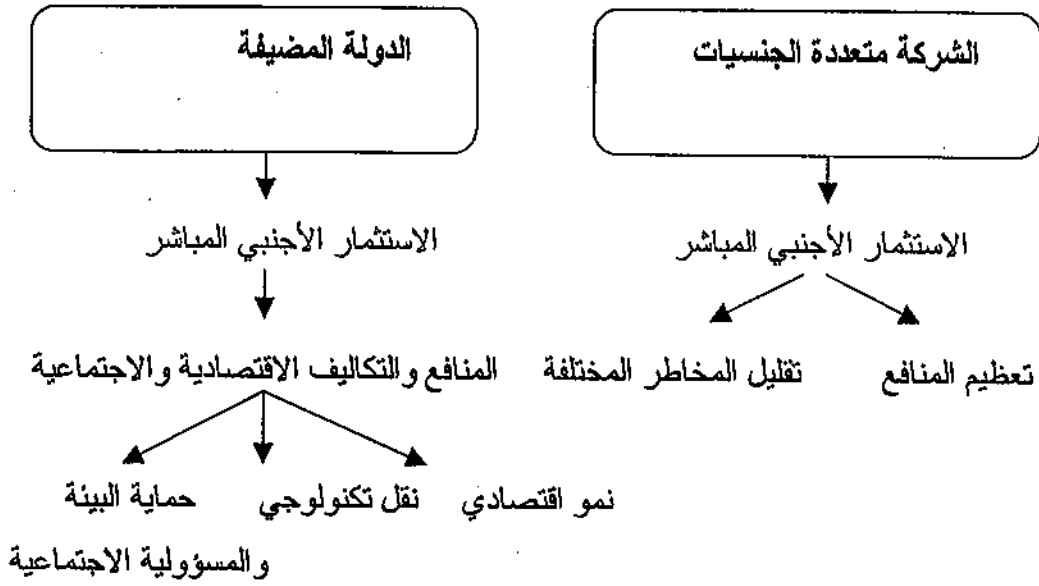 الشركة متعددة الجنسيات
الدولة المضيفة
الاستثمار الأجنبي المباشر
الاستثمار الأجنبي المباشر
تعظيم المنافع
تقليل المخاطر المختلفة
المنافع والتكاليف الاقتصادية والاجتماعية
نمو اقتصادي
نقل تكنولوجي
حماية البيئة
والمسؤولية الاجتماعية